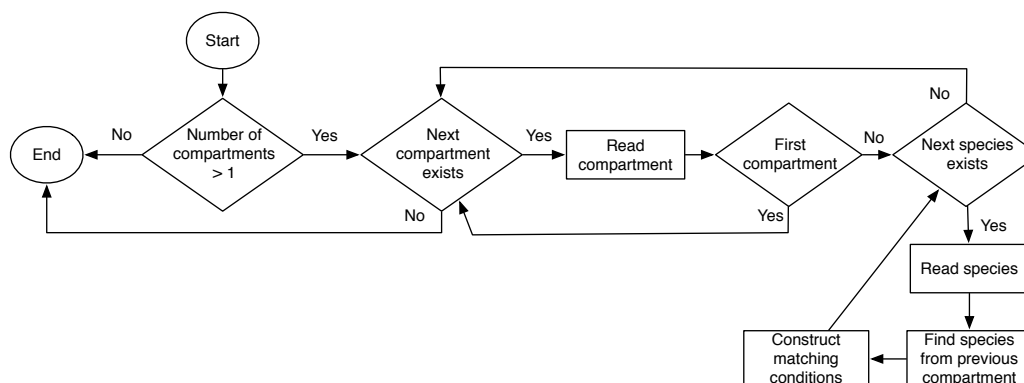 Start
No
Number of
compartments
> 1
Yes
End
Next
compartment
exists
Yes
No
Read
compartment
First
compartment
No
Yes
No
Next species
exists
Yes
Read species
Find species
from previous
compartment
Construct
matching
conditions